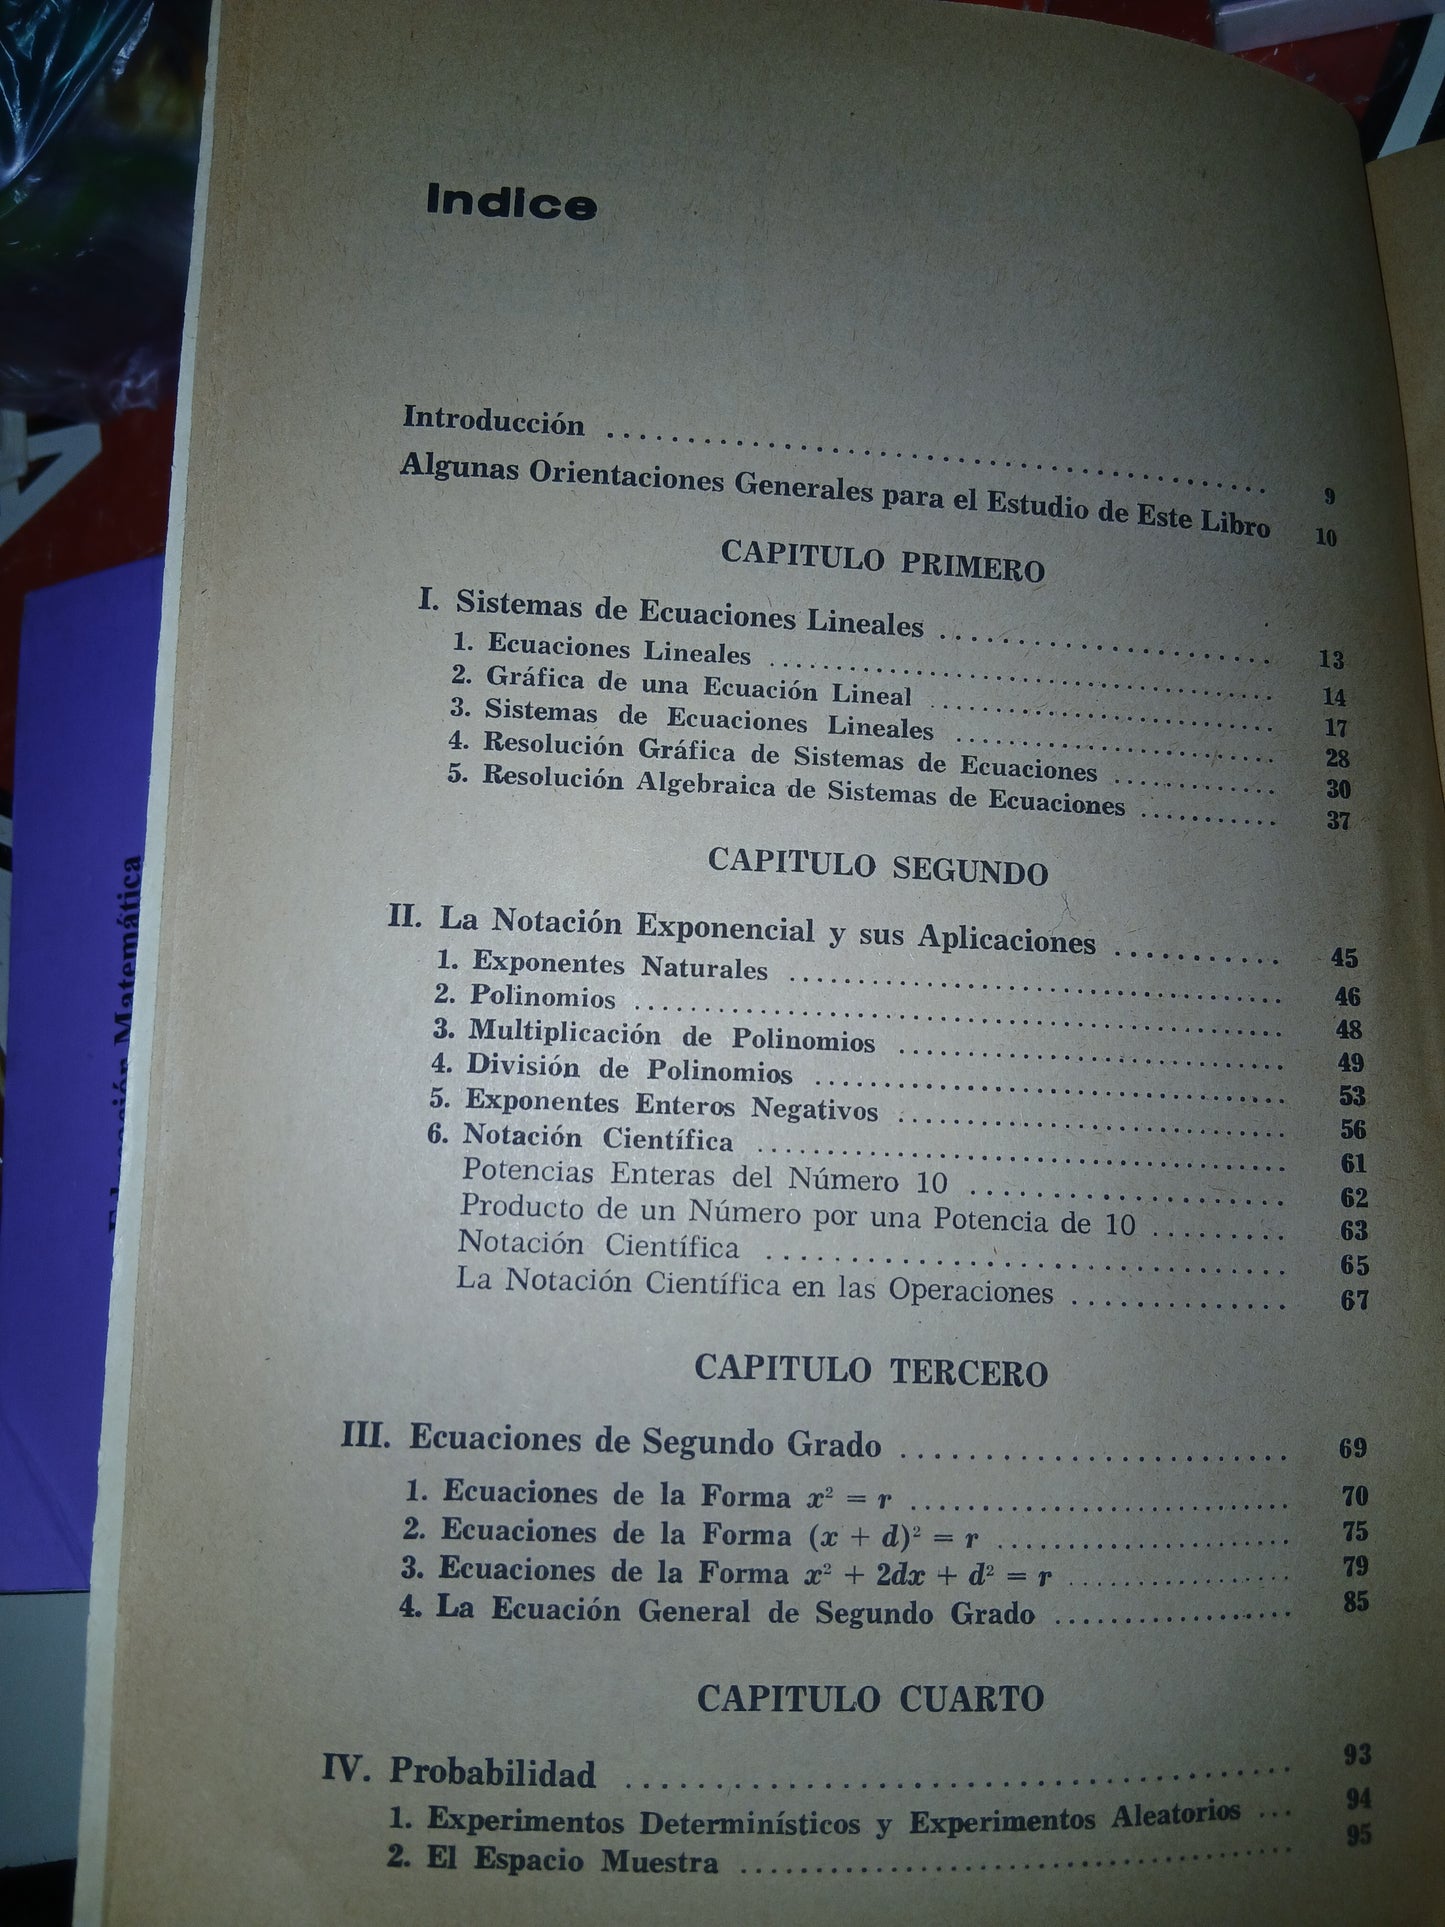 Indice
Introducción ........ 9
Algunas Orientaciones Generales para el Estudio de Este Libro 10
CAPITULO PRIMERO
I. Sistemas de Ecuaciones Lineales ........ 13
1. Ecuaciones Lineales ........ 14
2. Gráfica de una Ecuación Lineal ........ 17
3. Sistemas de Ecuaciones Lineales ........ 28
4. Resolución Gráfica de Sistemas de Ecuaciones ........ 30
5. Resolución Algebraica de Sistemas de Ecuaciones ........ 37
CAPITULO SEGUNDO
II. La Notación Exponencial y sus Aplicaciones ........ 45
1. Exponentes Naturales ........ 46
2. Polinomios ........ 48
3. Multiplicación de Polinomios ........ 49
4. División de Polinomios ........ 53
5. Exponentes Enteros Negativos ........ 56
6. Notación Científica ........ 61
Potencias Enteras del Número 10 ........ 62
Producto de un Número por una Potencia de 10 ........ 63
Notación Científica ........ 65
La Notación Científica en las Operaciones ........ 67
CAPITULO TERCERO
III. Ecuaciones de Segundo Grado ........ 69
1. Ecuaciones de la Forma x² = r ........ 70
2. Ecuaciones de la Forma (x + d)² = r ........ 75
3. Ecuaciones de la Forma x² + 2dx + d² = r ........ 79
4. La Ecuación General de Segundo Grado ........ 85
CAPITULO CUARTO
IV. Probabilidad ........ 93
1. Experimentos Determinísticos y Experimentos Aleatorios ... 94
2. El Espacio Muestra ........ 95
Educación Matemática